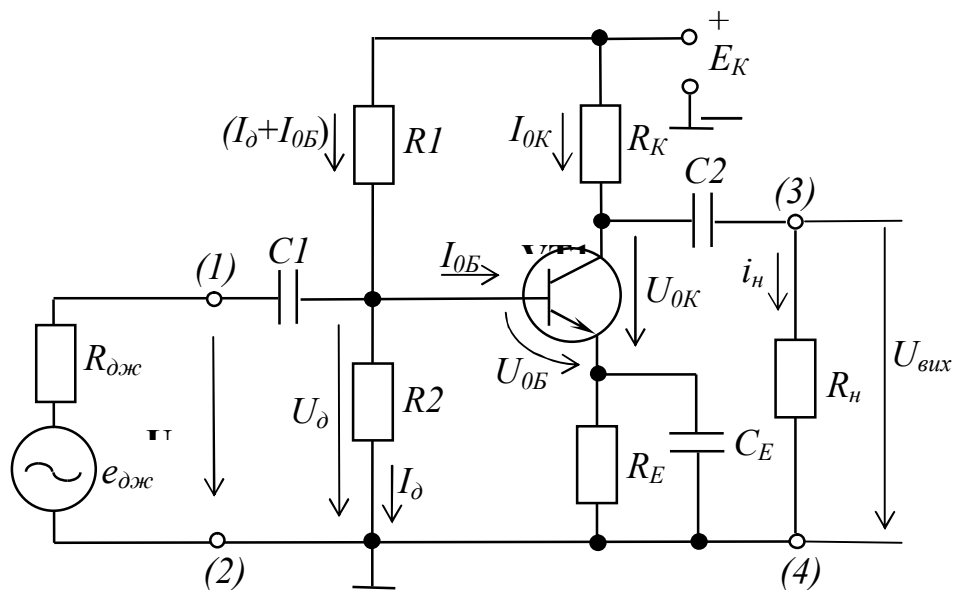 +
E_К
(I_д+I_0Б)
R1
I_0К
R_К
C2
(3)
C1
(1)
I_0Б
U_0К
i_н
R_дж
U_0Б
U_вих
R_н
U_д
R2
e_дж
R_E
C_E
I_д
(2)
(4)